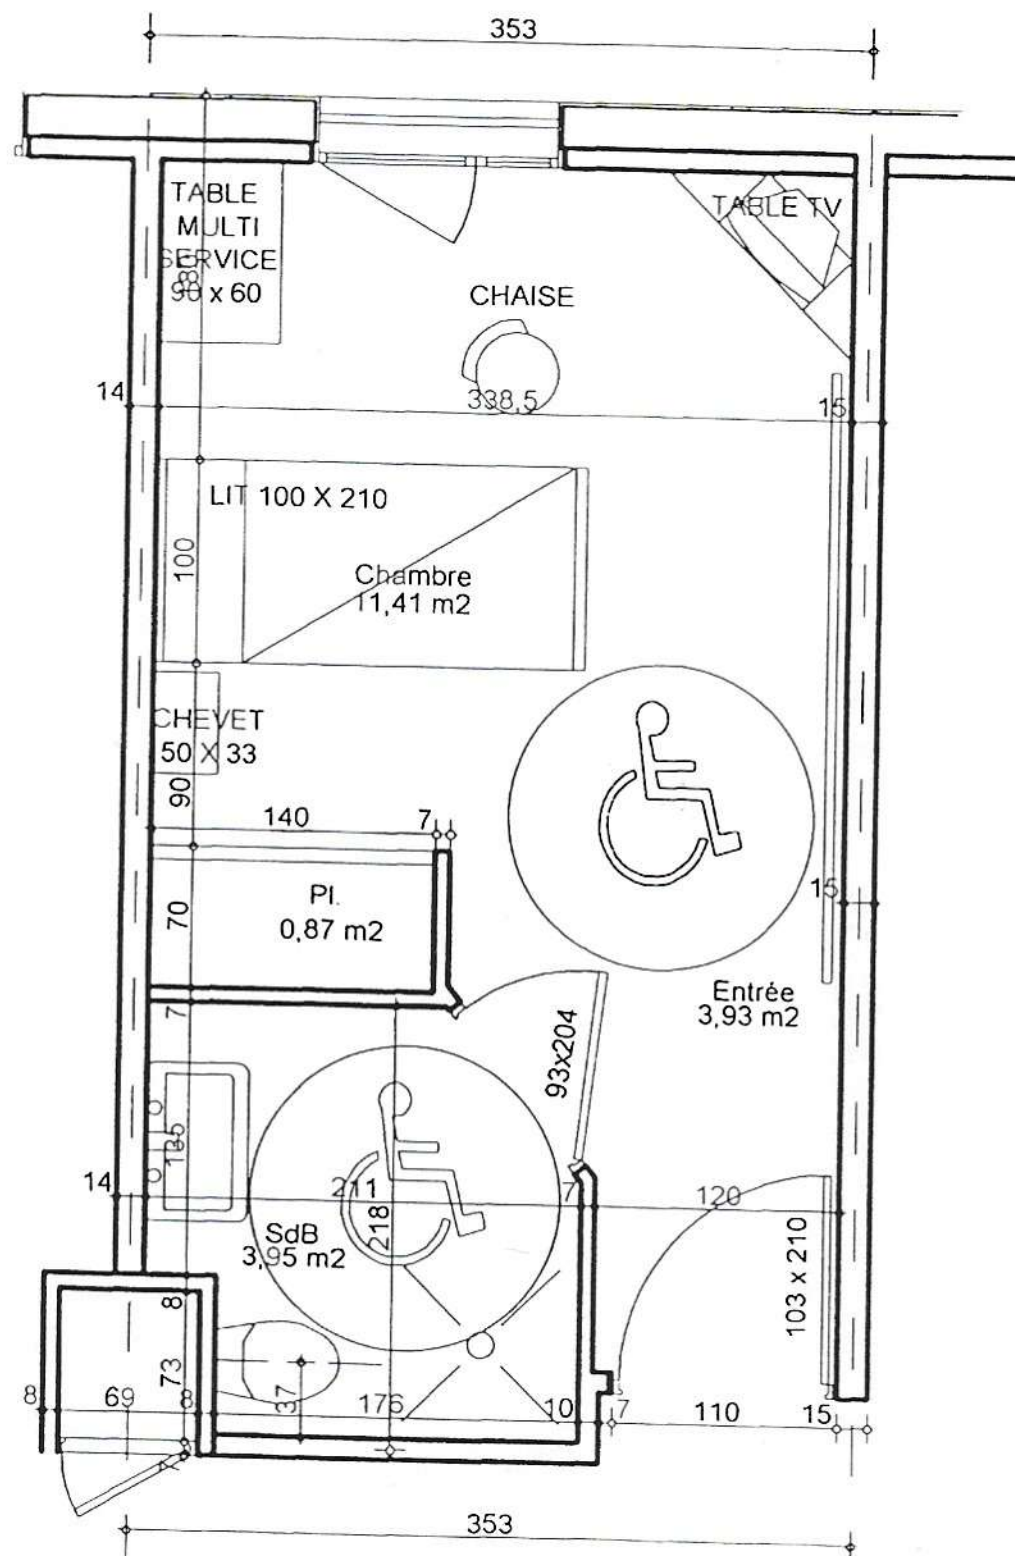 353
TABLE
MULTI
SERVICE
90 x 60
TABLE TV
CHAISE
14
338,5
15
LIT 100 X 210
100
Chambre
11,41 m2
CHEVET
50 X 33
90
140
7
15
Pl.
0,87 m2
70
Entrée
3,93 m2
7
93x204
135
14
211
7
120
218
SdB
3,95 m2
103 x 210
8
73
37
8
69
8
176
10
7
110
15
353